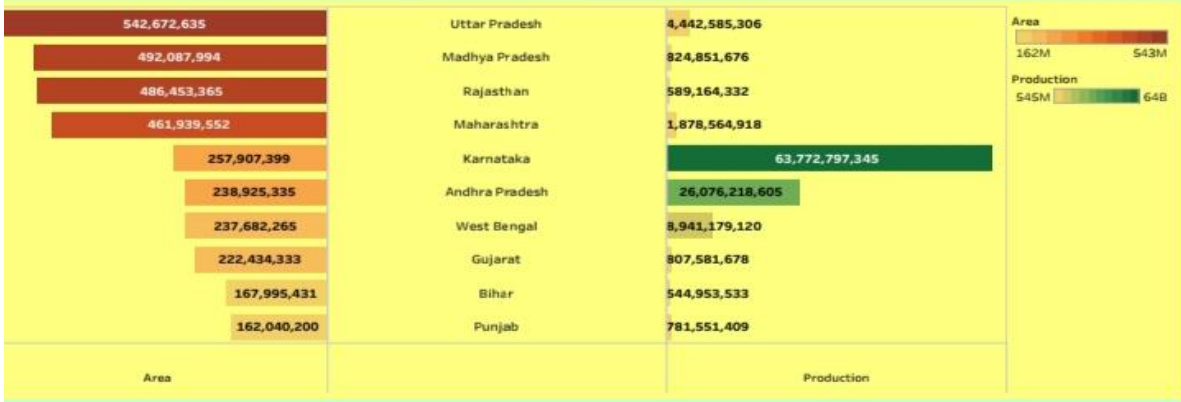 542,672,635 Uttar Pradesh 4,442,585,306
492,087,994 Madhya Pradesh 824,851,676
486,453,365 Rajasthan 589,164,332
461,939,552 Maharashtra 1,878,564,918
257,907,399 Karnataka 63,772,797,345
238,925,335 Andhra Pradesh 26,076,218,605
237,682,265 West Bengal 8,941,179,120
222,434,333 Gujarat 807,581,678
167,995,431 Bihar 544,953,533
162,040,200 Punjab 781,551,409
Area Production
Area
162M 543M
Production
545M 64B